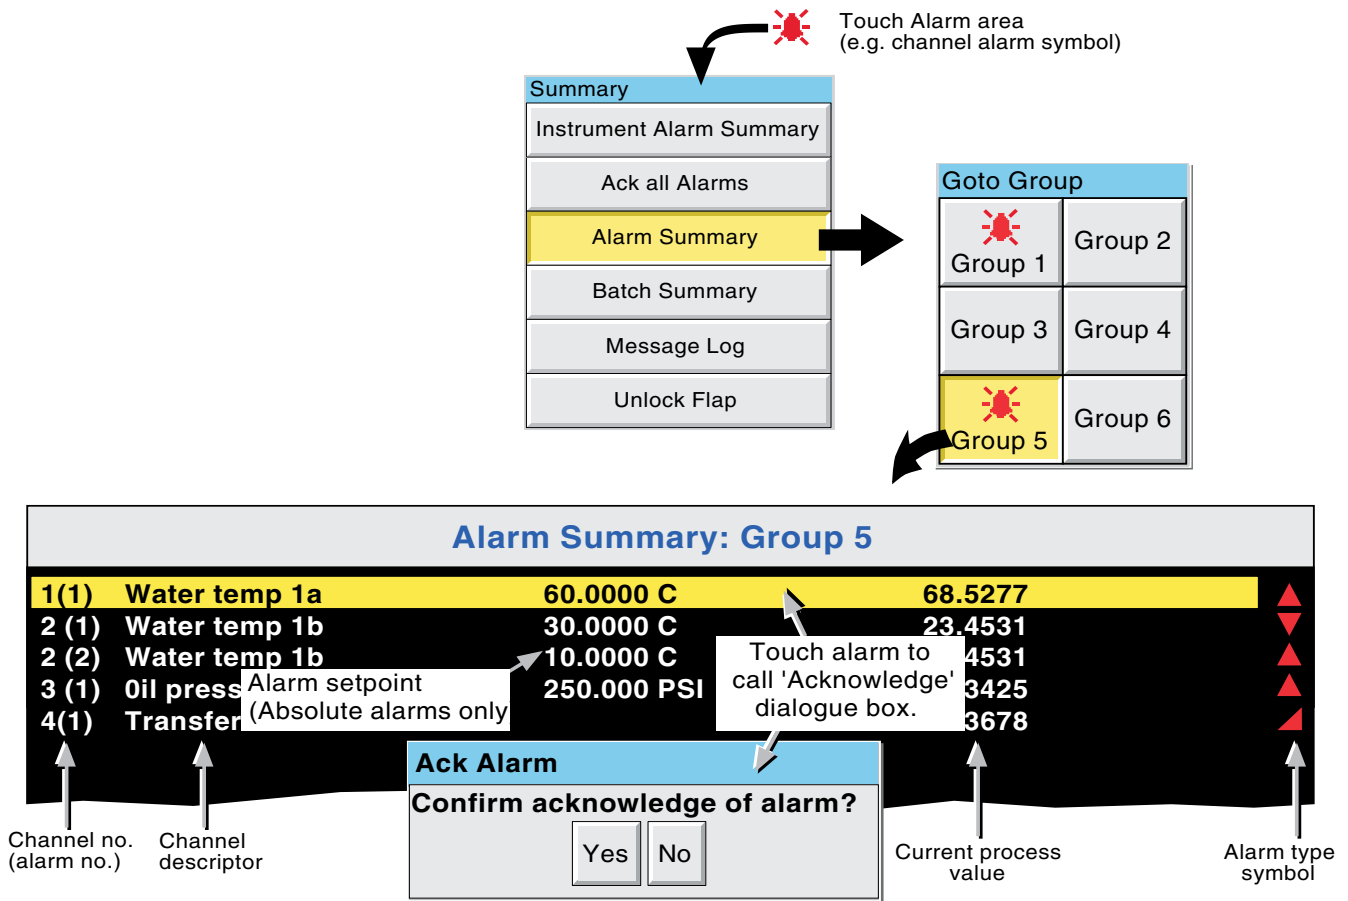 Touch Alarm area
(e.g. channel alarm symbol)
Summary
Instrument Alarm Summary
Ack all Alarms
Alarm Summary
Batch Summary
Message Log
Unlock Flap
Goto Group
Group 1
Group 2
Group 3
Group 4
Group 5
Group 6
Alarm Summary: Group 5
1(1) Water temp 1a 60.0000 C 68.5277
2 (1) Water temp 1b 30.0000 C 23.4531
2 (2) Water temp 1b 10.0000 C 4531
3 (1) 0il press 250.000 PSI 3425
4(1) Transfer 3678
Alarm setpoint
(Absolute alarms only
Touch alarm to
call 'Acknowledge'
dialogue box.
Ack Alarm
Confirm acknowledge of alarm?
Yes No
Channel no.
(alarm no.)
Channel
descriptor
Current process
value
Alarm type
symbol